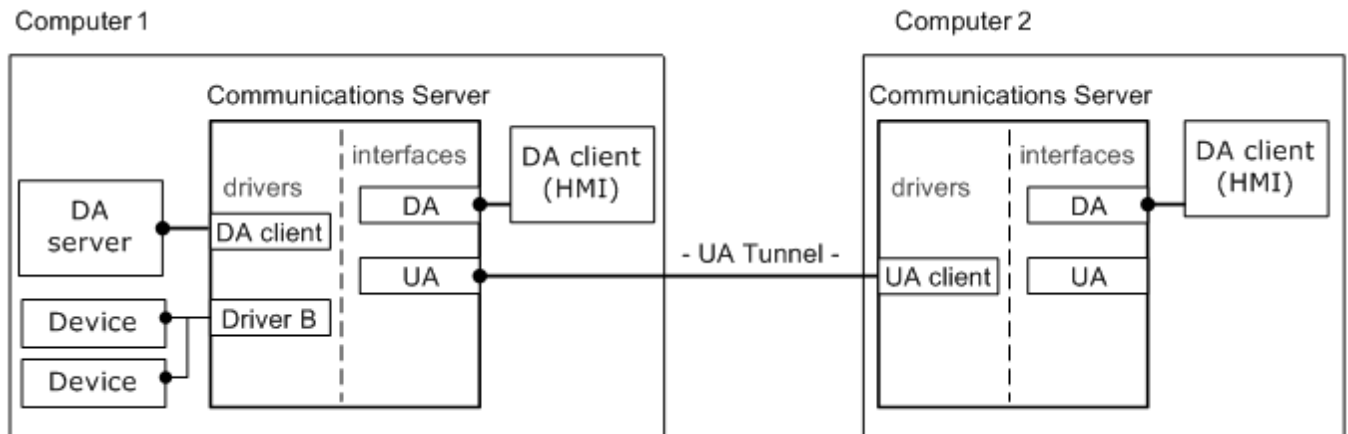 Computer 1
Communications Server
drivers
interfaces
DA
server
DA client
Driver B
Device
Device
DA
UA
DA client
(HMI)
- UA Tunnel -
Computer 2
Communications Server
drivers
interfaces
UA client
DA
UA
DA client
(HMI)